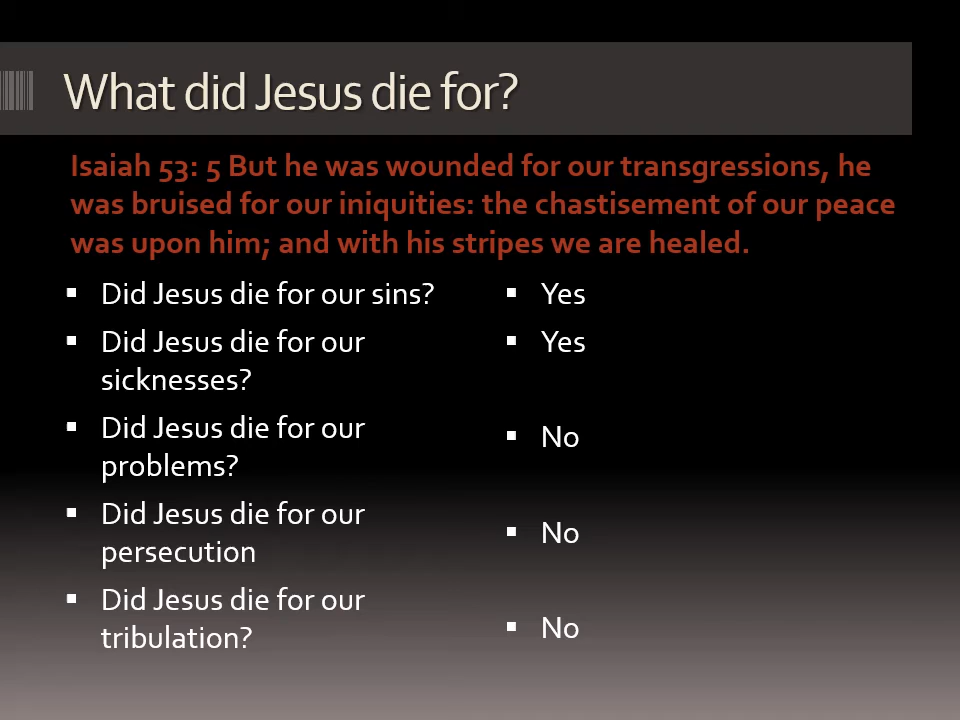 What did Jesus die for?
Isaiah 53: 5 But he was wounded for our transgressions, he
was bruised for our iniquities: the chastisement of our peace
was upon him; and with his stripes we are healed.
▪ Did Jesus die for our sins?
▪ Did Jesus die for our
sicknesses?
▪ Did Jesus die for our
problems?
▪ Did Jesus die for our
persecution
▪ Did Jesus die for our
tribulation?
▪ Yes
▪ Yes
▪ No
▪ No
▪ No